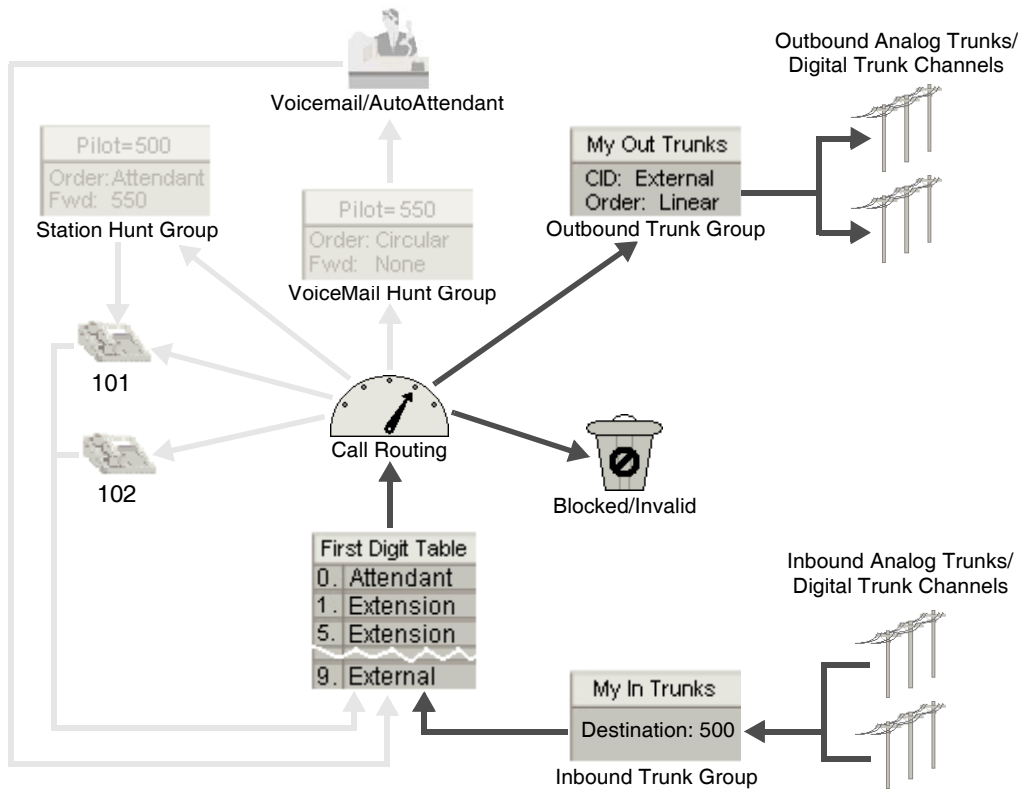 Outbound Analog Trunks/
Digital Trunk Channels
Voicemail/AutoAttendant
Pilot=500
Order: Attendant
Fwd: 550
Station Hunt Group
Pilot=550
Order: Circular
Fwd: None
VoiceMail Hunt Group
My Out Trunks
CID: External
Order: Linear
Outbound Trunk Group
101
102
Call Routing
Blocked/Invalid
First Digit Table
0. Attendant
1. Extension
5. Extension
9. External
Inbound Analog Trunks/
Digital Trunk Channels
My In Trunks
Destination: 500
Inbound Trunk Group